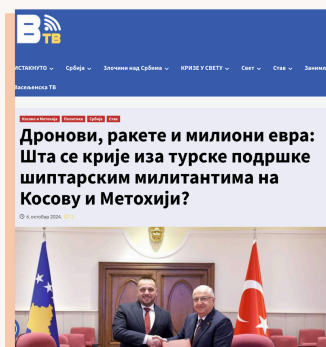 В ТВ
ИСТАКНУТО Србија Злочини над Србима КРИЗЕ У СВЕТУ Свет Став Занимл
Васељенска ТВ
Косово и Метохија Политика Србија Став
Дронови, ракете и милиони евра:
Шта се крије иза турске подршке
шиптарским милитантима на
Косову и Метохији?
6. октобар 2024.